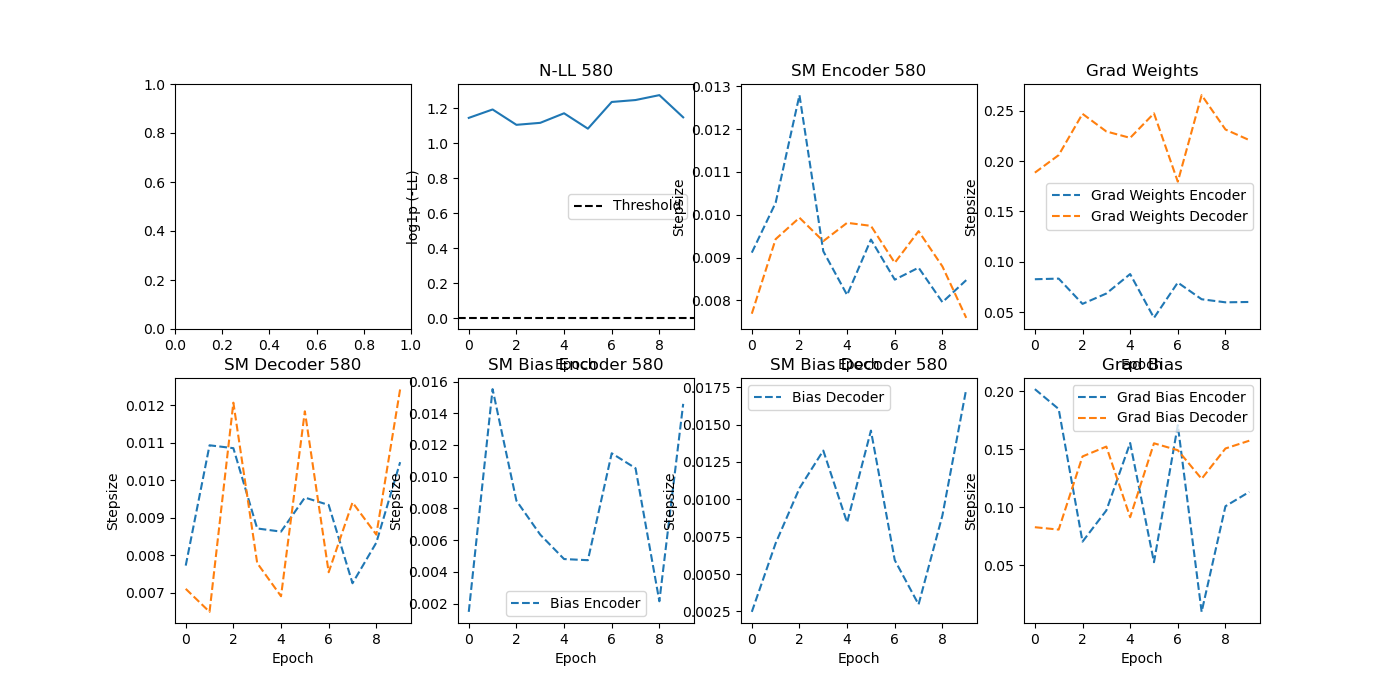 N-LL 580
SM Encoder 580
Grad Weights
1.0
0.8
0.6
0.4
0.2
0.0
0.0 0.2 0.4 0.6 0.8 1.0
log1p (-LL)
1.2
1.0
0.8
0.6
0.4
0.2
0.0
Threshold
0 2 4 6 8
Epoch
Stepsize
0.013
0.012
0.011
0.010
0.009
0.008
0 2 4 6 8
Epoch
Stepsize
0.25
0.20
0.15
0.10
0.05
Grad Weights Encoder
Grad Weights Decoder
0 2 4 6 8
Epoch
SM Decoder 580
SM Bias Encoder 580
SM Bias Decoder 580
Grad Bias
Stepsize
0.012
0.011
0.010
0.009
0.008
0.007
0 2 4 6 8
Epoch
Stepsize
0.016
0.014
0.012
0.010
0.008
0.006
0.004
0.002
Bias Encoder
0 2 4 6 8
Epoch
Stepsize
0.0175
0.0150
0.0125
0.0100
0.0075
0.0050
0.0025
Bias Decoder
0 2 4 6 8
Epoch
Stepsize
0.20
0.15
0.10
0.05
Grad Bias Encoder
Grad Bias Decoder
0 2 4 6 8
Epoch